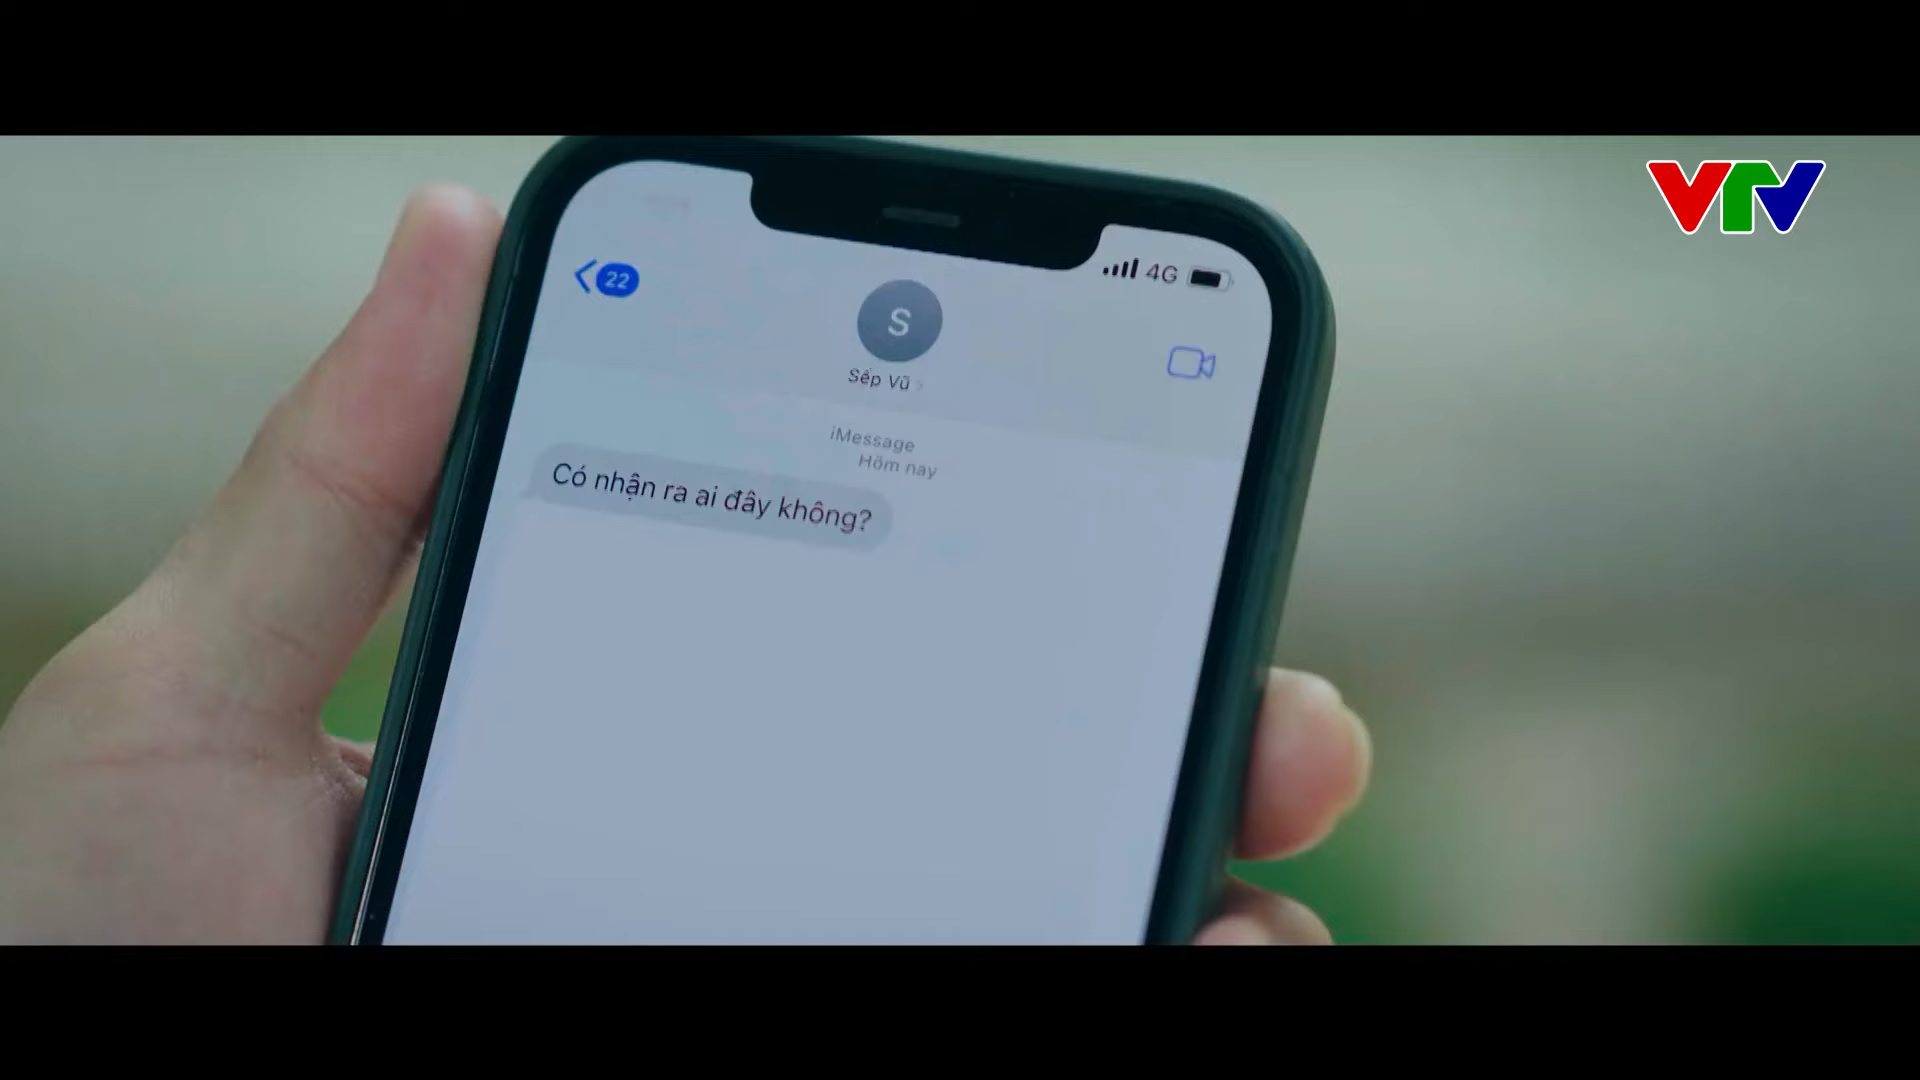 VTV
4G
22
S
Sếp Vũ
iMessage
Hôm nay
Có nhận ra ai đây không?